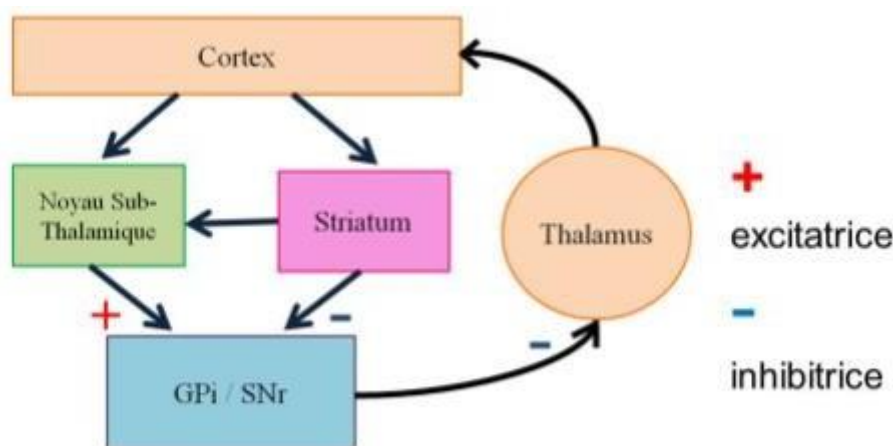 Cortex
Noyau Sub-
Thalamique
Striatum
Thalamus
+
excitatrice
+
-
-
-
inhibitrice
GPi / SNr